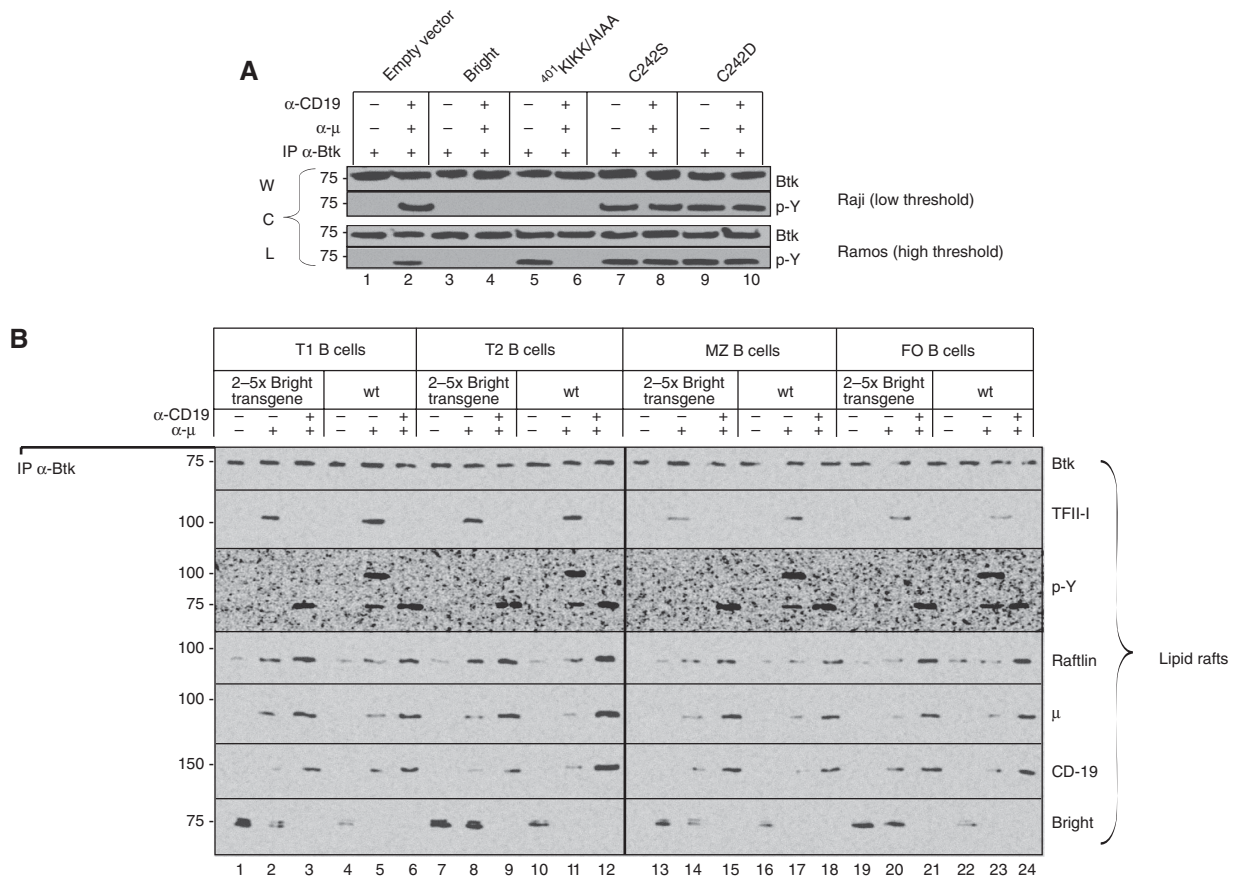 A
Empty vector
Bright
401KIKK/AIAA
C242S
C242D
α-CD19 – + – + – + – + – +
α-μ – + – + – + – + – +
IP α-Btk + + + + + + + + + +
W
C
L
75 - Btk
75 - p-Y
Raji (low threshold)
75 - Btk
75 - p-Y
Ramos (high threshold)
1 2 3 4 5 6 7 8 9 10
B
T1 B cells T2 B cells MZ B cells FO B cells
2–5x Bright transgene wt 2–5x Bright transgene wt 2–5x Bright transgene wt 2–5x Bright transgene wt
α-CD19 – – + – – + – – + – – + – – + – – + – – + – – +
α-μ – + + – + + – + + – + + – + + – + + – + + – + +
IP α-Btk
75 - Btk
100 - TFII-I
100 -
p-Y
75 -
100 - Raftlin
100 - μ
150 - CD-19
75 - Bright
Lipid rafts
1 2 3 4 5 6 7 8 9 10 11 12 13 14 15 16 17 18 19 20 21 22 23 24